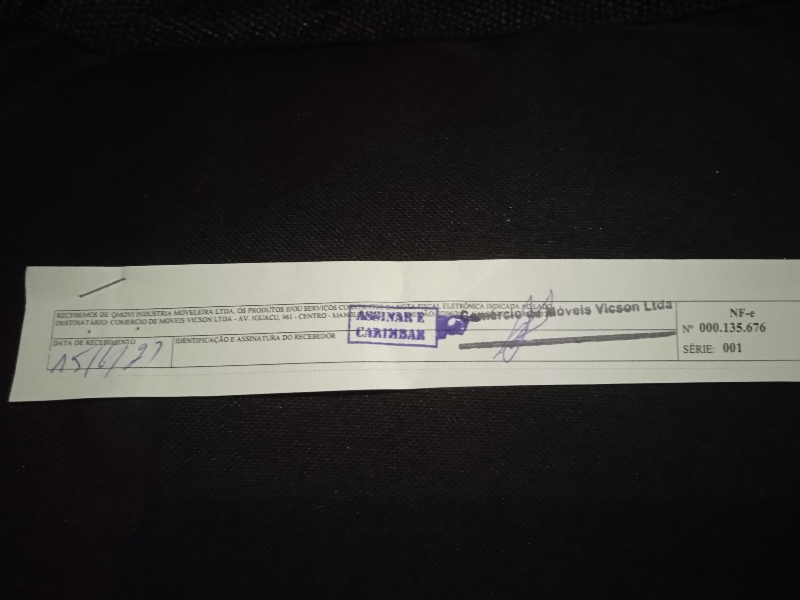 RECEBEMOS DE QMOVI INDUSTRIA MOVELEIRA LTDA. OS PRODUTOS E/OU SERVIÇOS CONSTANTES DA NOTA FISCAL ELETRÔNICA INDICADA AO LADO
DESTINATÁRIO: COMERCIO DE MÓVEIS VICSON LTDA - AV. IGUACU, 961 - CENTRO -
ASSINAR E
CARIMBAR
Comércio de Móveis Vicson Ltda
DATA DE RECEBIMENTO
15/6/
IDENTIFICAÇÃO E ASSINATURA DO RECEBEDOR
NF-e
Nº 000.135.676
SÉRIE: 001